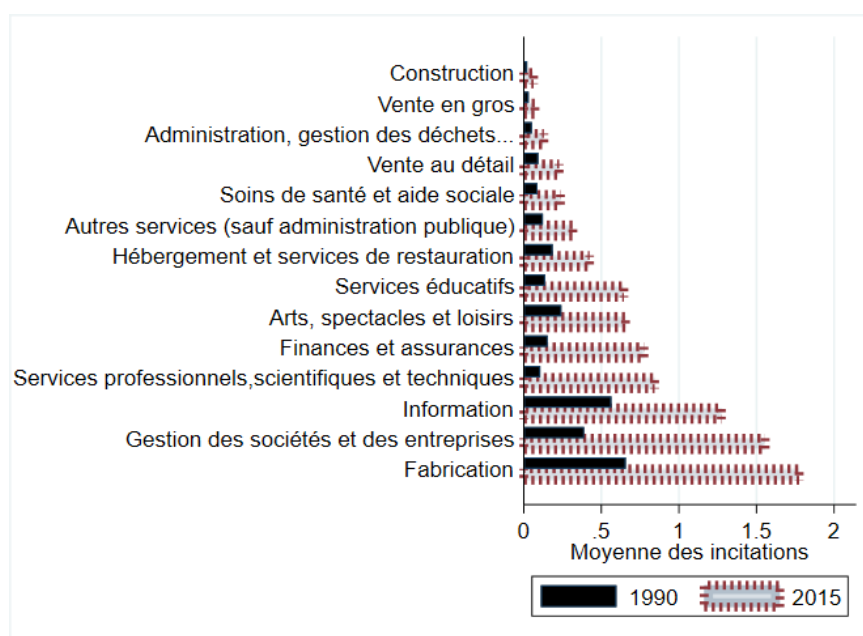 Construction
Vente en gros
Administration, gestion des déchets...
Vente au détail
Soins de santé et aide sociale
Autres services (sauf administration publique)
Hébergement et services de restauration
Services éducatifs
Arts, spectacles et loisirs
Finances et assurances
Services professionnels,scientifiques et techniques
Information
Gestion des sociétés et des entreprises
Fabrication
0 .5 1 1.5 2
Moyenne des incitations
1990 2015